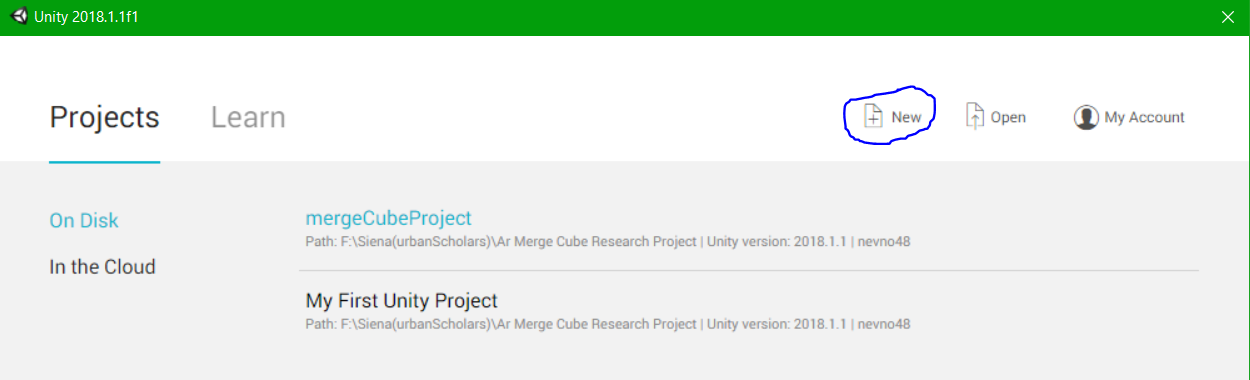 Unity 2018.1.1f1
Projects Learn New Open My Account
On Disk
In the Cloud
mergeCubeProject
Path: F:\Siena(urbanScholars)\Ar Merge Cube Research Project | Unity version: 2018.1.1 | nevno48
My First Unity Project
Path: F:\Siena(urbanScholars)\Ar Merge Cube Research Project | Unity version: 2018.1.1 | nevno48